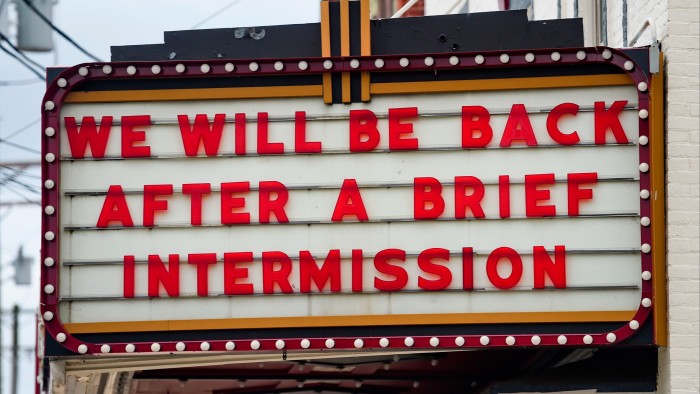 WE WILL BE BACK
AFTER A BRIEF
INTERMISSION